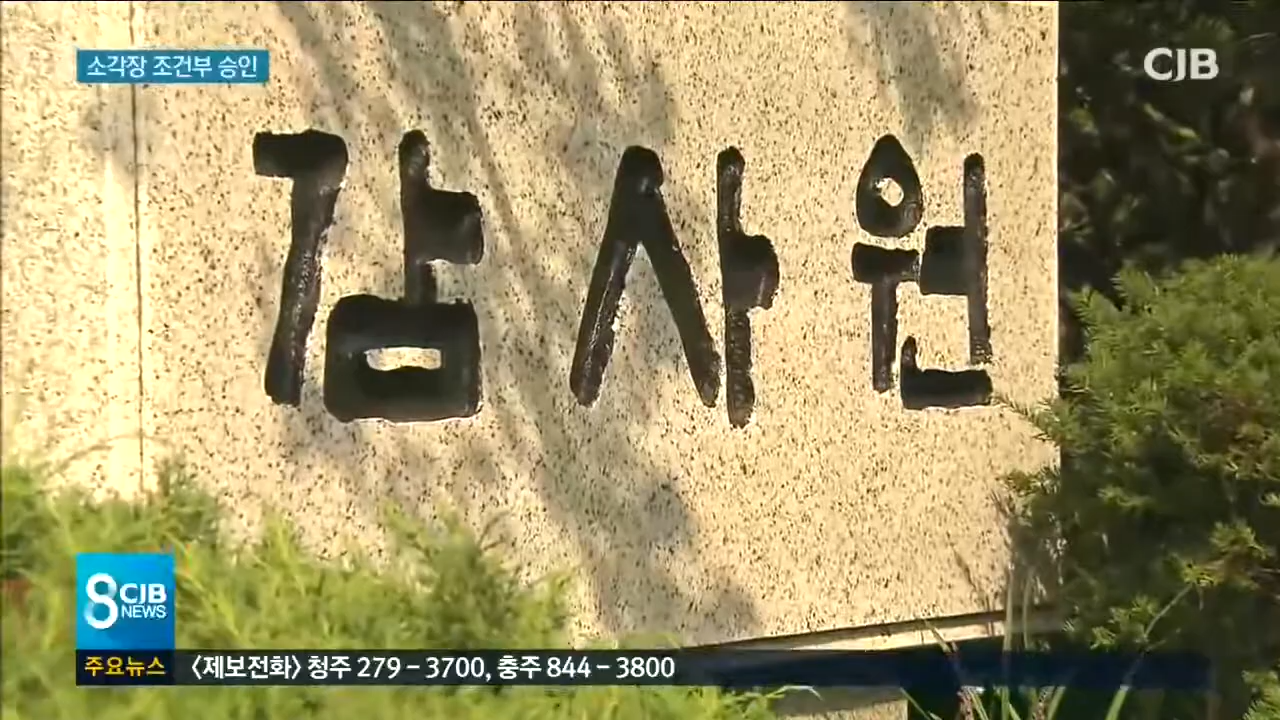 소각장 조건부 승인
CJB
감사원
8 CJB
NEWS
주요뉴스 〈제보전화〉 청주 279-3700, 충주 844-3800